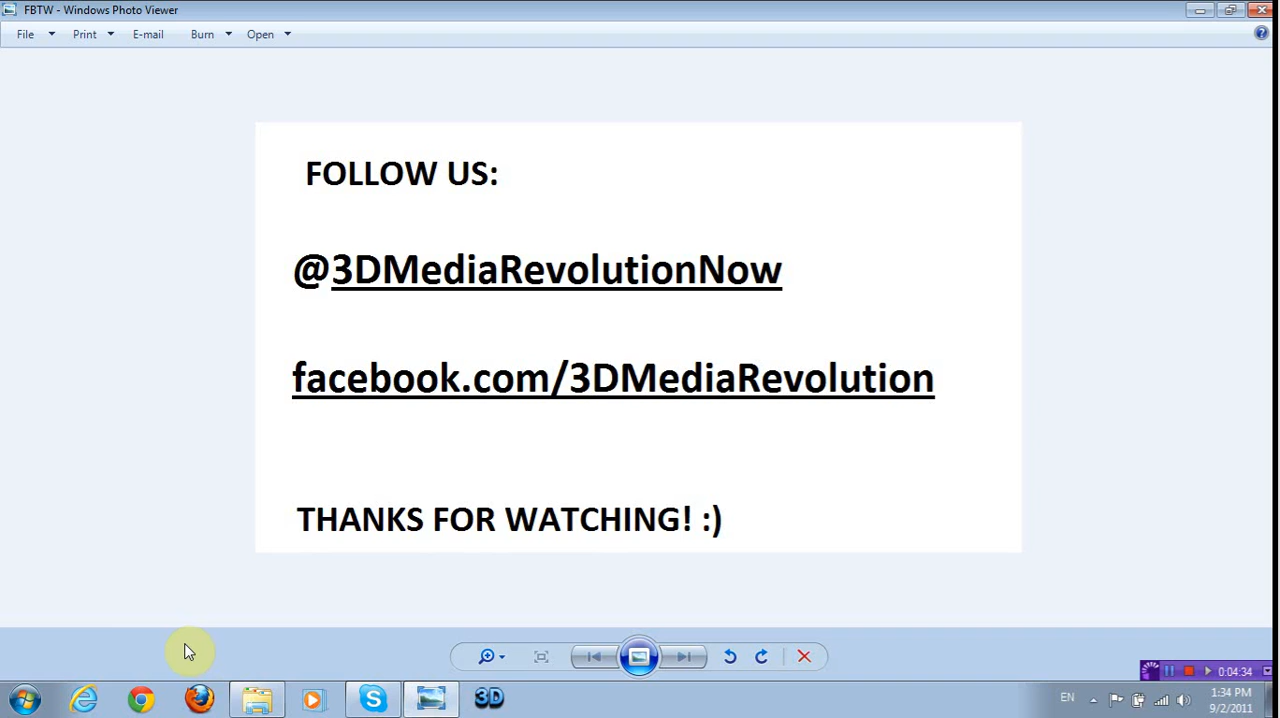 FBTW - Windows Photo Viewer
File Print E-mail Burn Open
FOLLOW US:
@3DMediaRevolutionNow
facebook.com/3DMediaRevolution
THANKS FOR WATCHING! :)
0:04:34
3D
EN
1:34 PM
9/2/2011